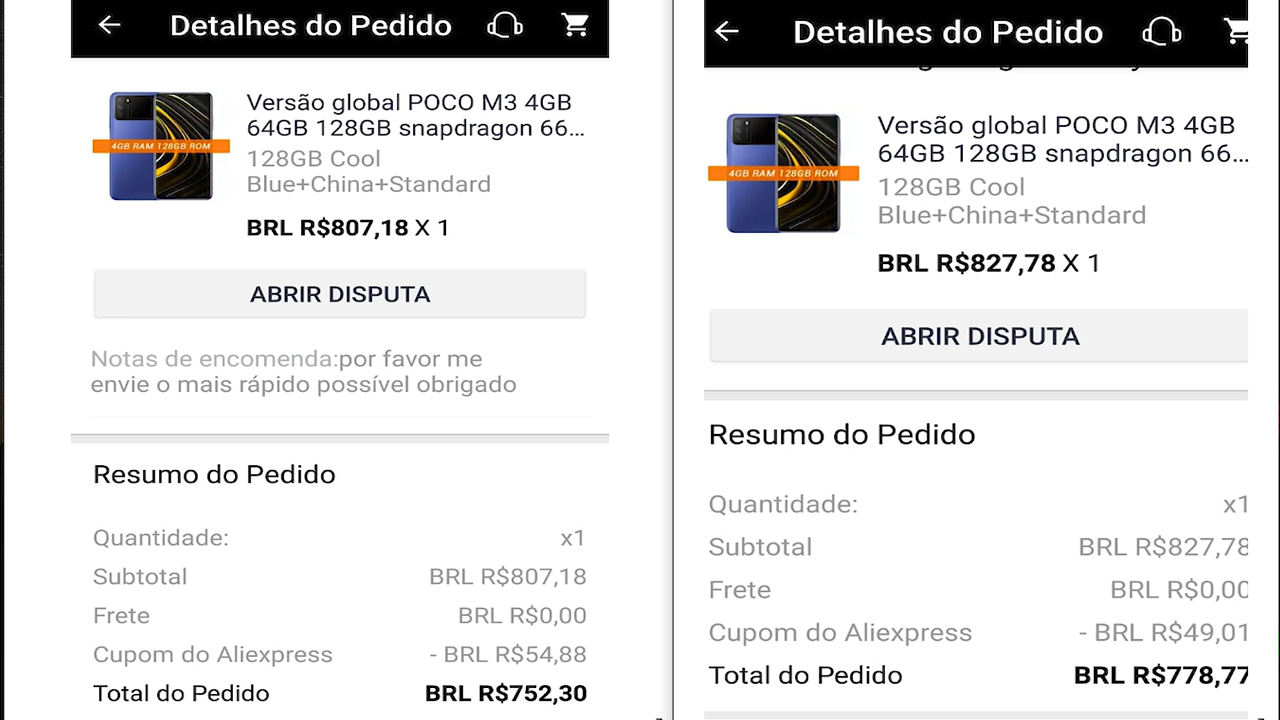 Detalhes do Pedido
Versão global POCO M3 4GB
64GB 128GB snapdragon 66...
4GB RAM 128GB ROM
128GB Cool
Blue+China+Standard
BRL R$807,18 X 1
ABRIR DISPUTA
Notas de encomenda:por favor me
envie o mais rápido possível obrigado
Resumo do Pedido
Quantidade: x1
Subtotal BRL R$807,18
Frete BRL R$0,00
Cupom do Aliexpress - BRL R$54,88
Total do Pedido BRL R$752,30
Detalhes do Pedido
Versão global POCO M3 4GB
64GB 128GB snapdragon 66...
4GB RAM 128GB ROM
128GB Cool
Blue+China+Standard
BRL R$827,78 X 1
ABRIR DISPUTA
Resumo do Pedido
Quantidade: x1
Subtotal BRL R$827,78
Frete BRL R$0,00
Cupom do Aliexpress - BRL R$49,01
Total do Pedido BRL R$778,77